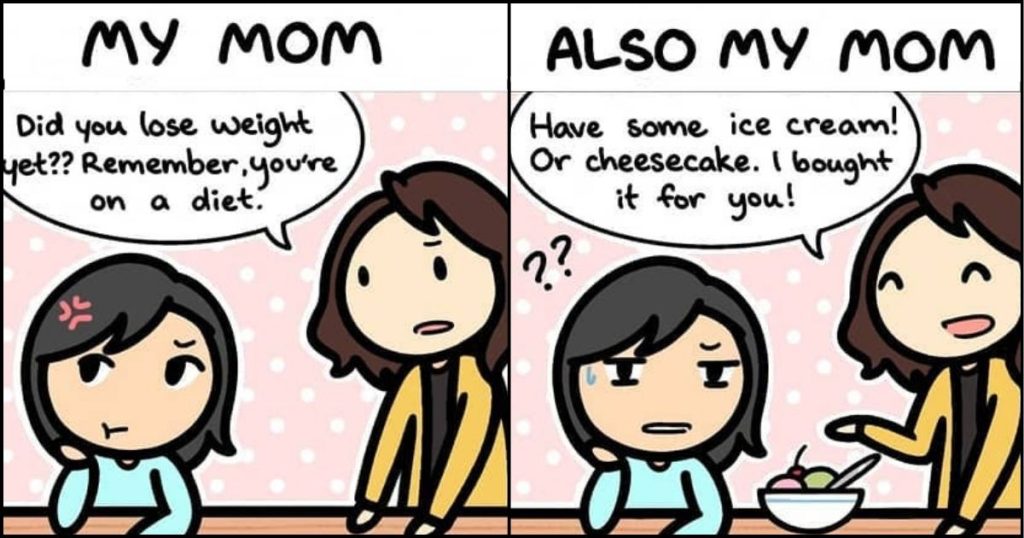 MY MOM
Did you lose weight
yet?? Remember, you're
on a diet.
ALSO MY MOM
Have some ice cream!
Or cheesecake. I bought
it for you!
??